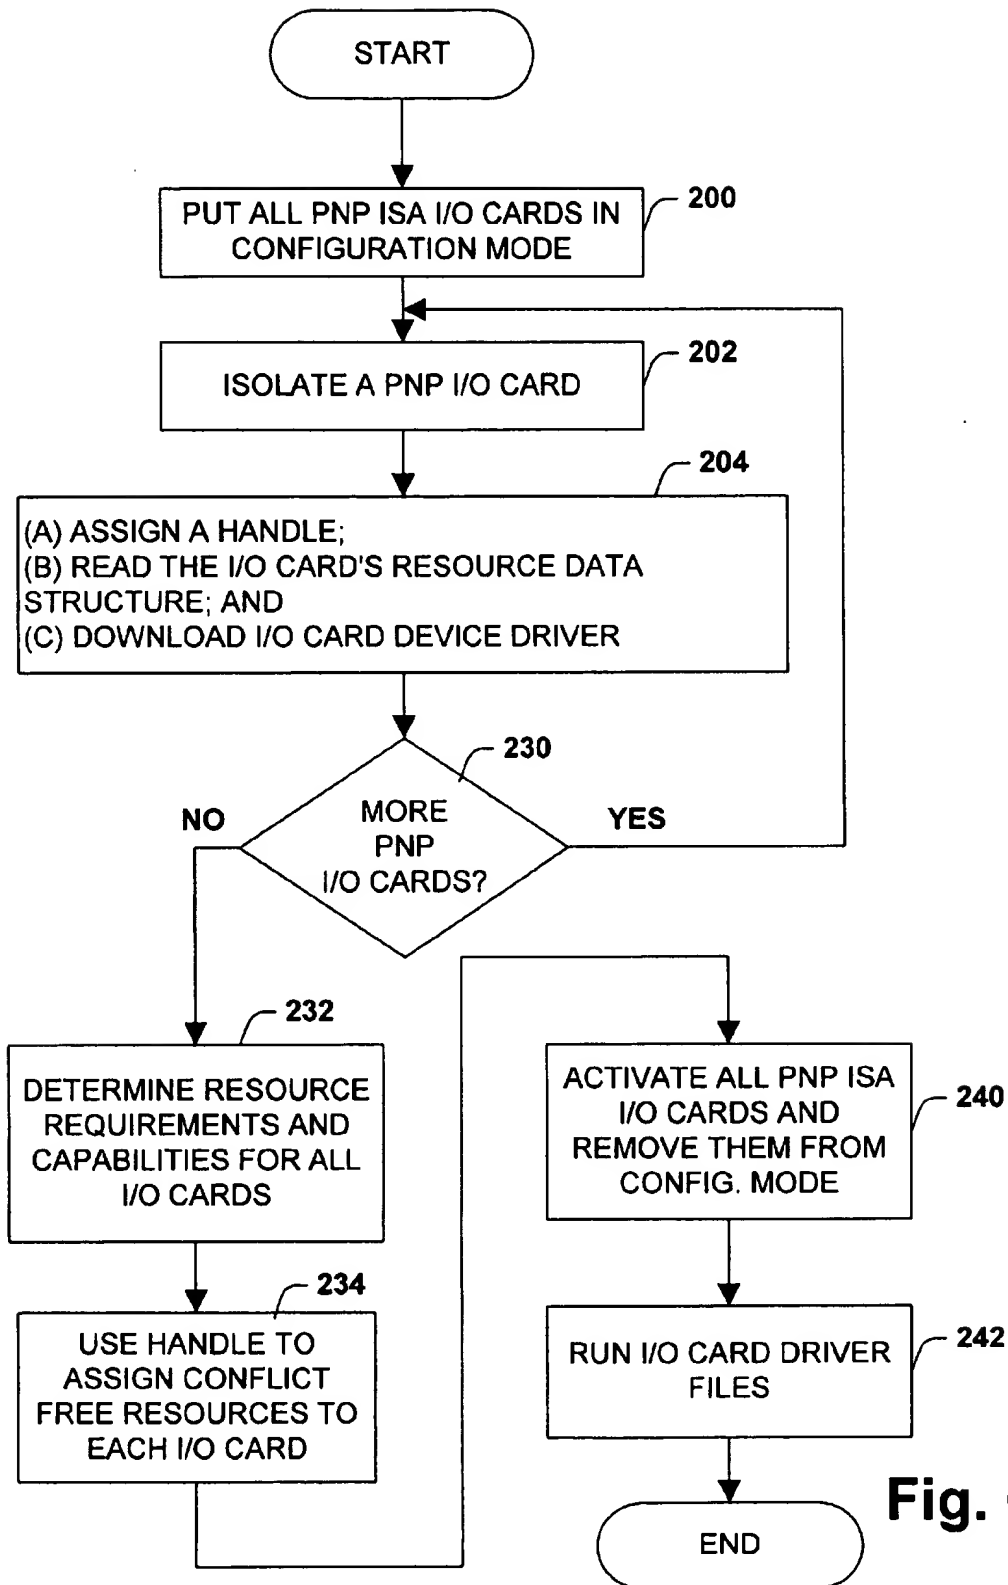 START
200
PUT ALL PNP ISA I/O CARDS IN
CONFIGURATION MODE
202
ISOLATE A PNP I/O CARD
204
(A) ASSIGN A HANDLE;
(B) READ THE I/O CARD'S RESOURCE DATA
STRUCTURE; AND
(C) DOWNLOAD I/O CARD DEVICE DRIVER
230
MORE
PNP
I/O CARDS?
NO
YES
232
DETERMINE RESOURCE
REQUIREMENTS AND
CAPABILITIES FOR ALL
I/O CARDS
234
USE HANDLE TO
ASSIGN CONFLICT
FREE RESOURCES TO
EACH I/O CARD
ACTIVATE ALL PNP ISA
I/O CARDS AND
REMOVE THEM FROM
CONFIG. MODE
240
RUN I/O CARD DRIVER
FILES
242
END
Fig.